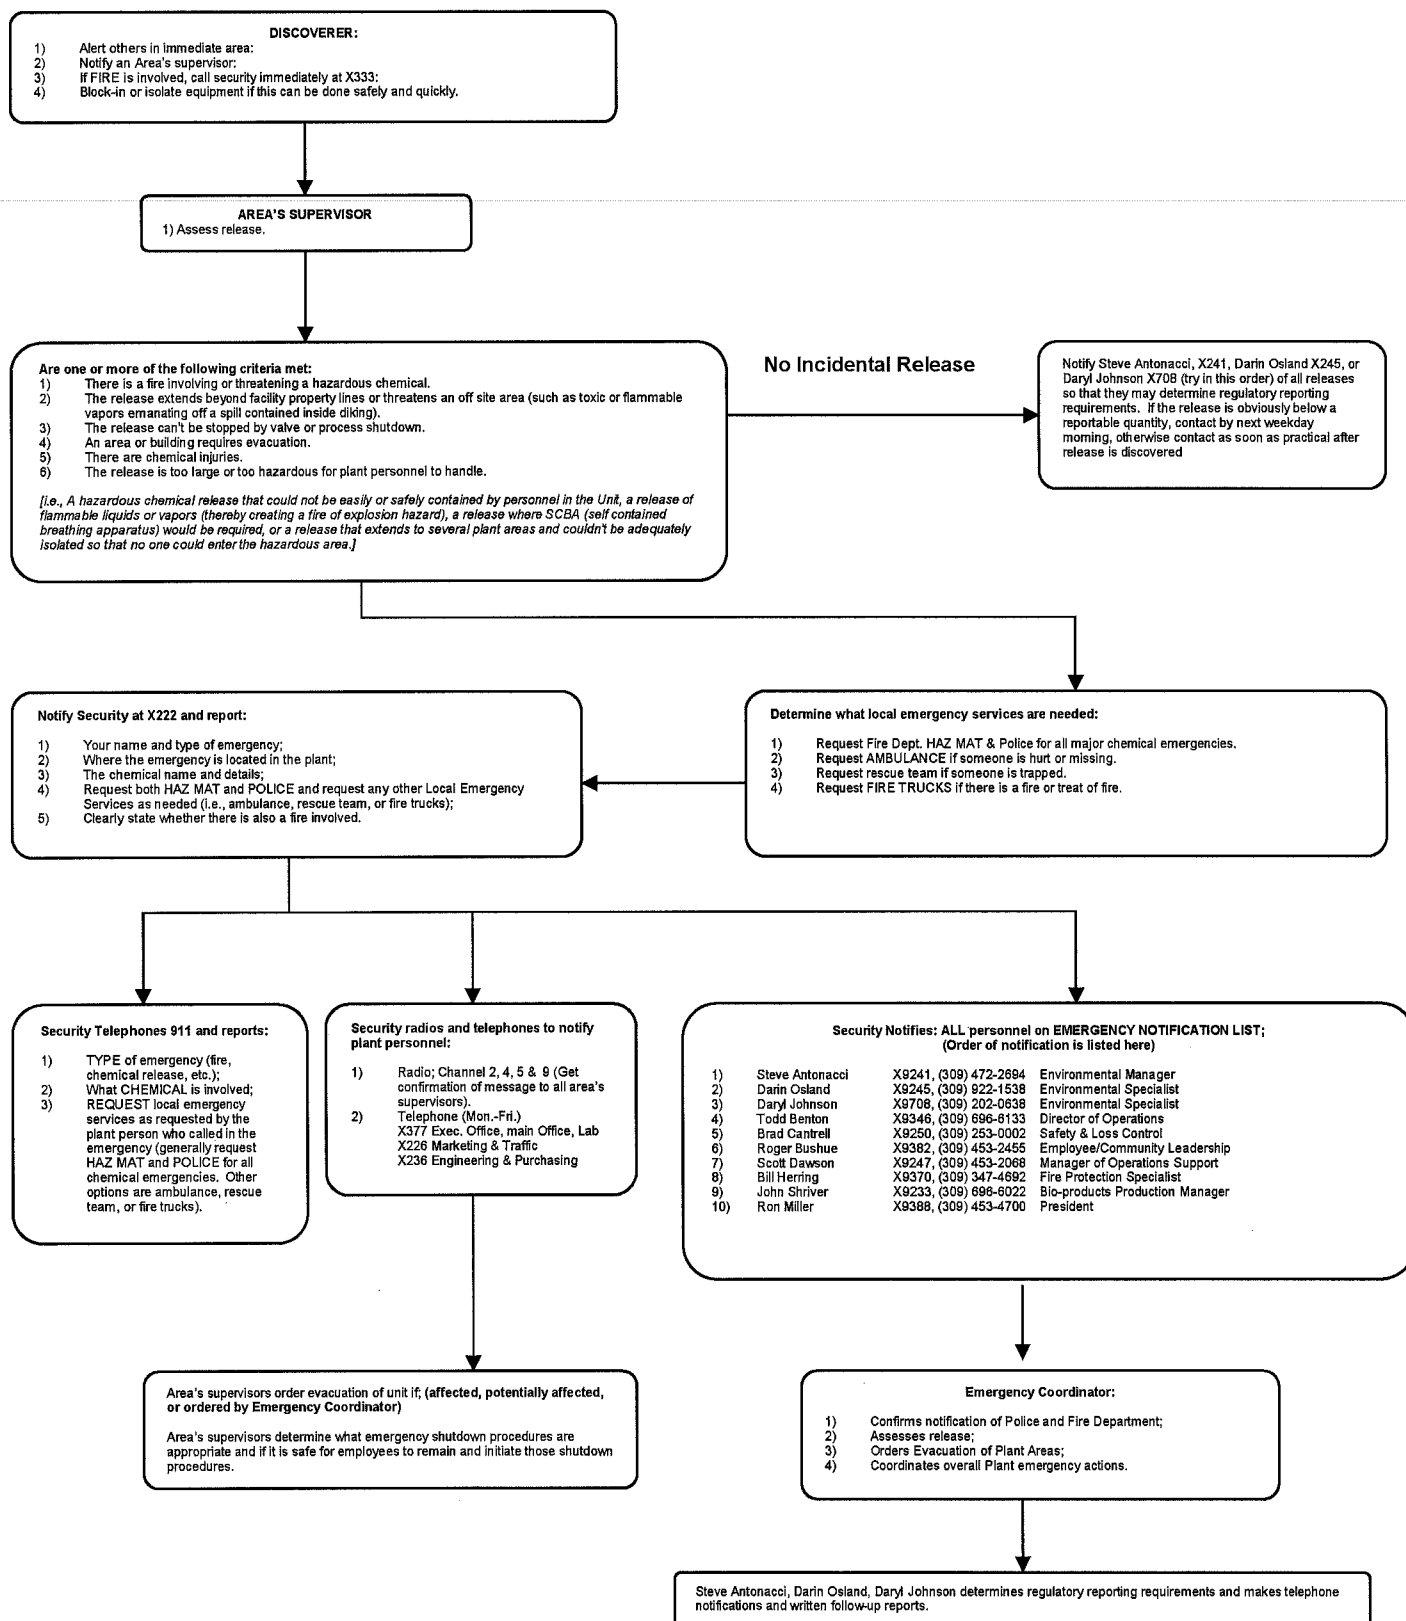 DISCOVERER:
1) Alert others in immediate area:
2) Notify an Area's supervisor:
3) If FIRE is involved, call security immediately at X333:
4) Block-in or isolate equipment if this can be done safely and quickly.
AREA'S SUPERVISOR
1) Assess release.
Are one or more of the following criteria met:
1) There is a fire involving or threatening a hazardous chemical.
2) The release extends beyond facility property lines or threatens an off site area (such as toxic or flammable
vapors emanating off a spill contained inside diking).
3) The release can't be stopped by valve or process shutdown.
4) An area or building requires evacuation.
5) There are chemical injuries.
6) The release is too large or too hazardous for plant personnel to handle.
[i.e., A hazardous chemical release that could not be easily or safely contained by personnel in the Unit, a release of
flammable liquids or vapors (thereby creating a fire of explosion hazard), a release where SCBA (self contained
breathing apparatus) would be required, or a release that extends to several plant areas and couldn't be adequately
isolated so that no one could enter the hazardous area.]
No Incidental Release
Notify Steve Antonacci, X241, Darin Osland X245, or
Daryl Johnson X708 (try in this order) of all releases
so that they may determine regulatory reporting
requirements. If the release is obviously below a
reportable quantity, contact by next weekday
morning, otherwise contact as soon as practical after
release is discovered
Determine what local emergency services are needed:
1) Request Fire Dept. HAZ MAT & Police for all major chemical emergencies.
2) Request AMBULANCE if someone is hurt or missing.
3) Request rescue team if someone is trapped.
4) Request FIRE TRUCKS if there is a fire or treat of fire.
Notify Security at X222 and report:
1) Your name and type of emergency;
2) Where the emergency is located in the plant;
3) The chemical name and details;
4) Request both HAZ MAT and POLICE and request any other Local Emergency
Services as needed (i.e., ambulance, rescue team, or fire trucks);
5) Clearly state whether there is also a fire involved.
Security Telephones 911 and reports:
1) TYPE of emergency (fire,
chemical release, etc.);
2) What CHEMICAL is involved;
3) REQUEST local emergency
services as requested by the
plant person who called in the
emergency (generally request
HAZ MAT and POLICE for all
chemical emergencies. Other
options are ambulance, rescue
team, or fire trucks).
Security radios and telephones to notify
plant personnel:
1) Radio; Channel 2, 4, 5 & 9 (Get
confirmation of message to all area's
supervisors).
2) Telephone (Mon.-Fri.)
X377 Exec. Office, main Office, Lab
X226 Marketing & Traffic
X236 Engineering & Purchasing
Security Notifies: ALL personnel on EMERGENCY NOTIFICATION LIST;
(Order of notification is listed here)
1) Steve Antonacci X9241, (309) 472-2694 Environmental Manager
2) Darin Osland X9245, (309) 922-1538 Environmental Specialist
3) Daryl Johnson X9708, (309) 202-0638 Environmental Specialist
4) Todd Benton X9346, (309) 696-6133 Director of Operations
5) Brad Cantrell X9250, (309) 253-0002 Safety & Loss Control
6) Roger Bushue X9382, (309) 453-2455 Employee/Community Leadership
7) Scott Dawson X9247, (309) 453-2068 Manager of Operations Support
8) Bill Herring X9370, (309) 347-4692 Fire Protection Specialist
9) John Shriver X9233, (309) 696-6022 Bio-products Production Manager
10) Ron Miller X9388, (309) 453-4700 President
Area's supervisors order evacuation of unit if; (affected, potentially affected,
or ordered by Emergency Coordinator)
Area's supervisors determine what emergency shutdown procedures are
appropriate and if it is safe for employees to remain and initiate those shutdown
procedures.
Emergency Coordinator:
1) Confirms notification of Police and Fire Department;
2) Assesses release;
3) Orders Evacuation of Plant Areas;
4) Coordinates overall Plant emergency actions.
Steve Antonacci, Darin Osland, Daryl Johnson determines regulatory reporting requirements and makes telephone
notifications and written follow-up reports.